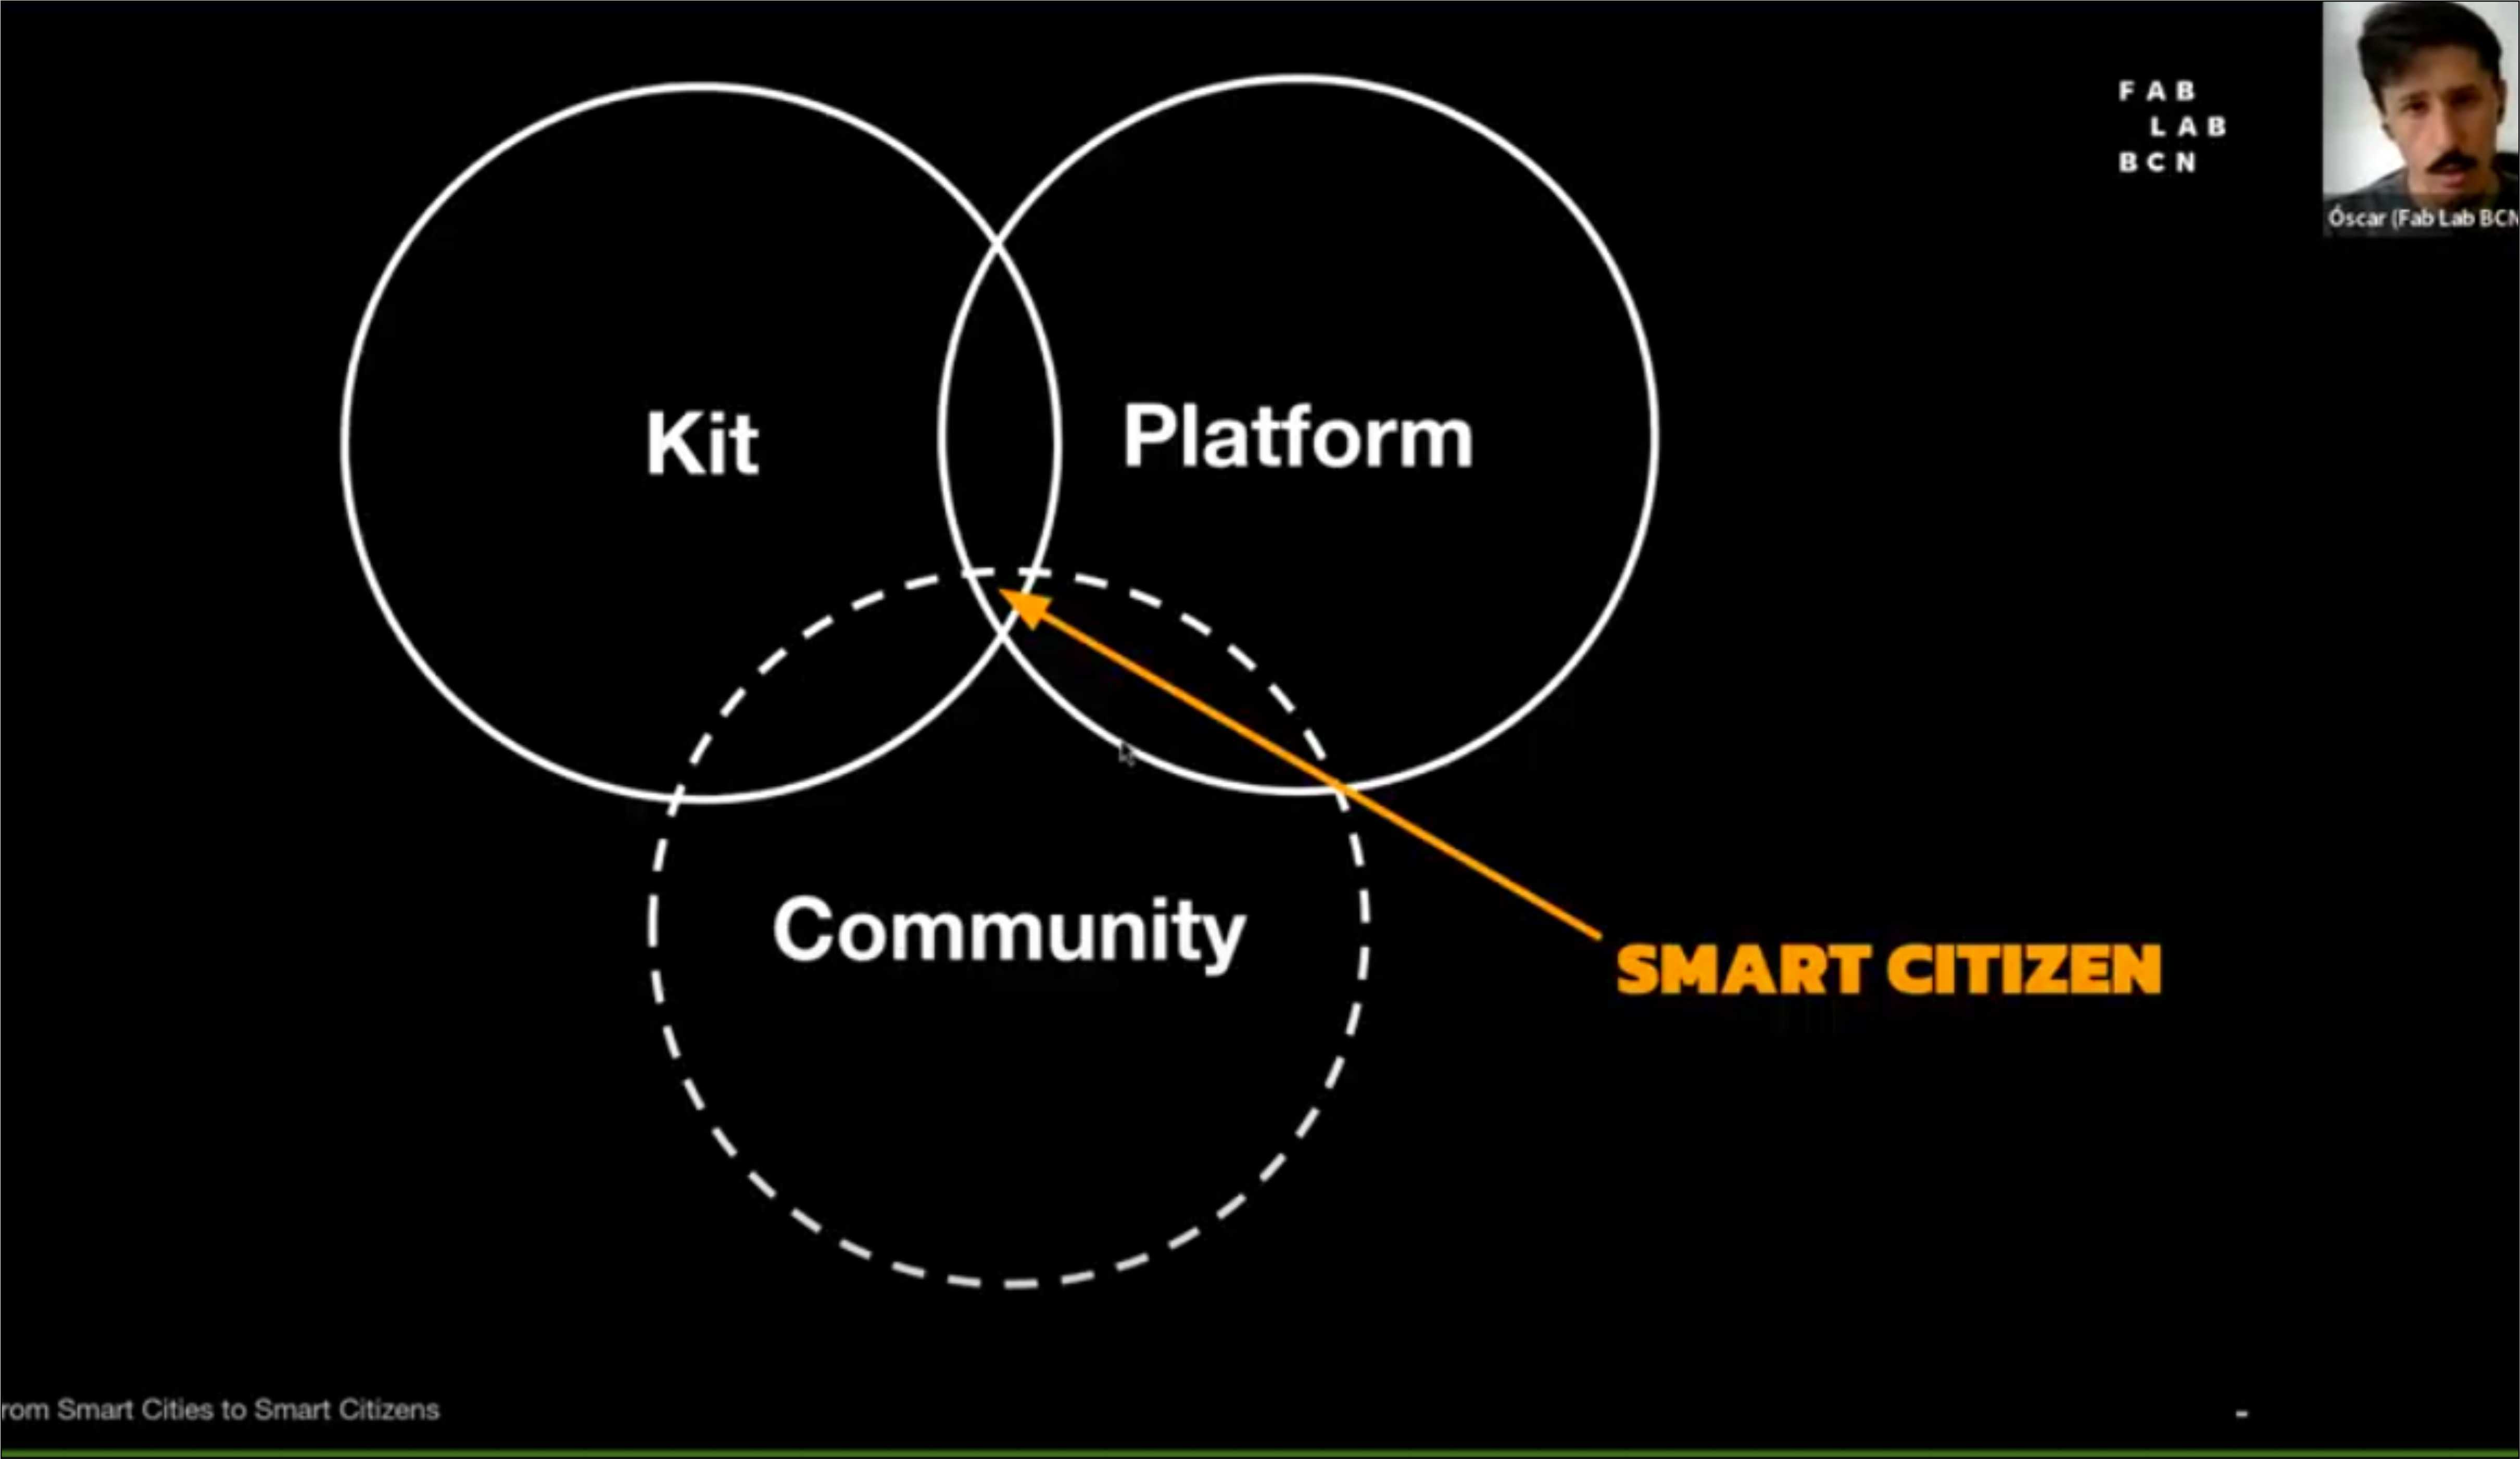 FAB
LAB
BCN
Óscar (Fab Lab BCN
Kit
Platform
Community
SMART CITIZEN
rom Smart Cities to Smart Citizens
-